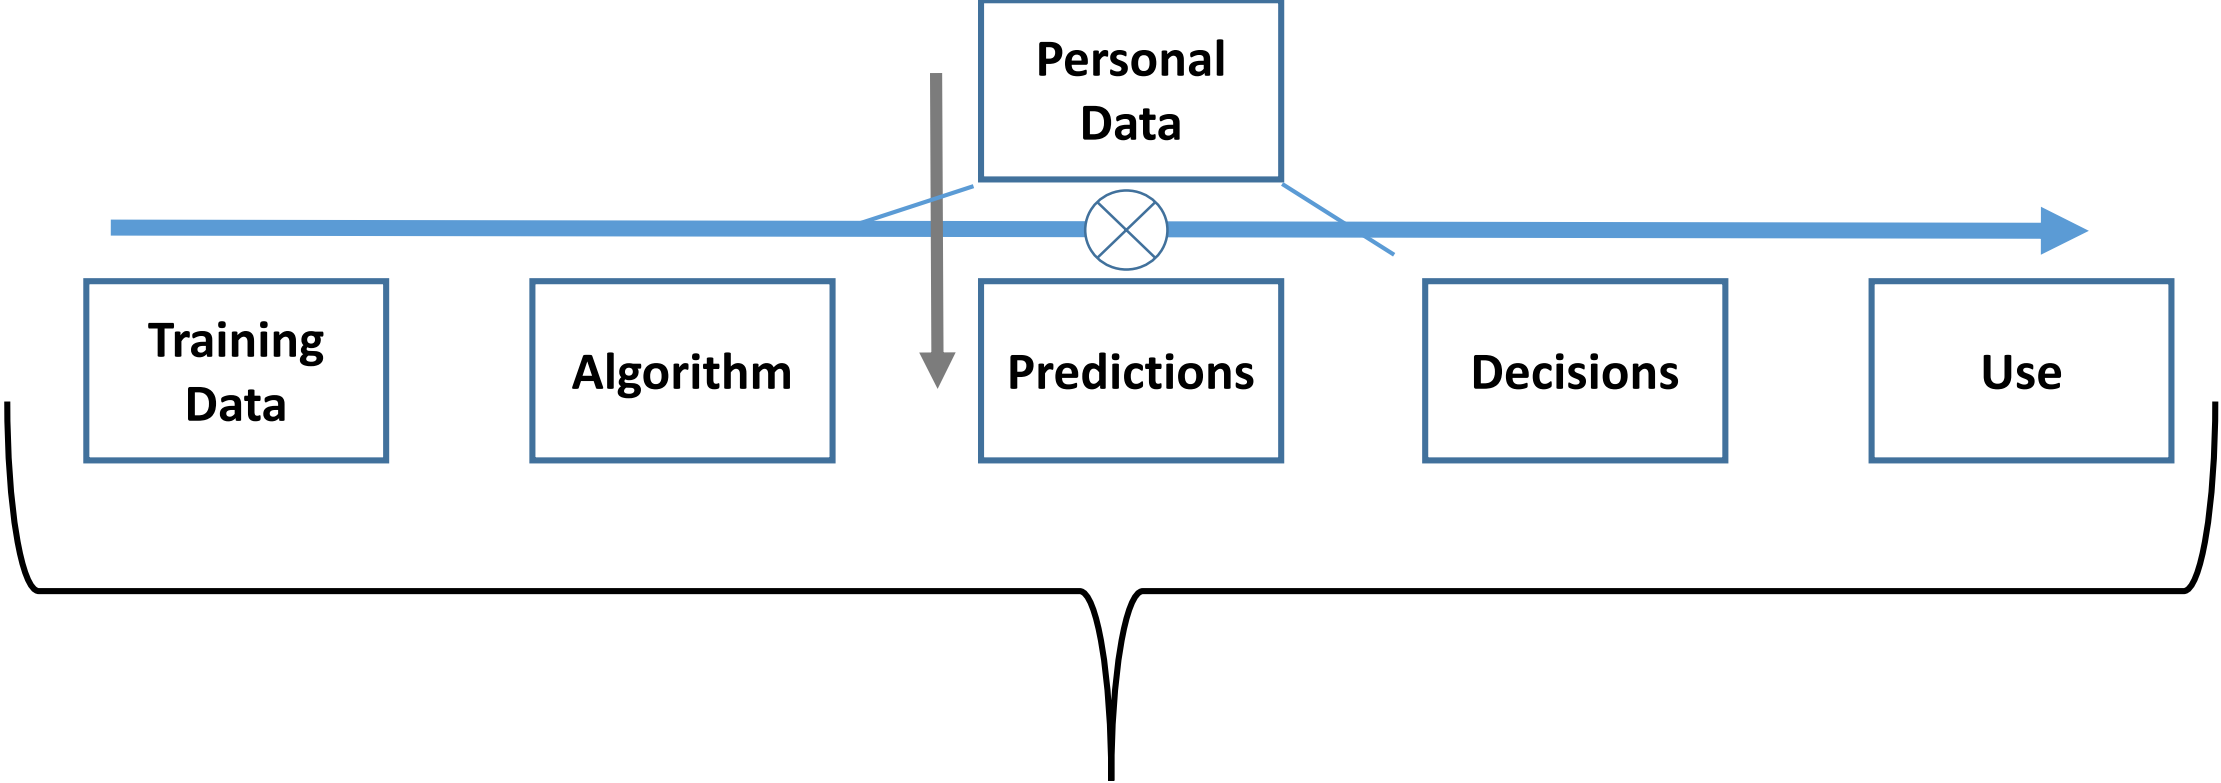 Personal
Data
Training
Data
Algorithm
Predictions
Decisions
Use